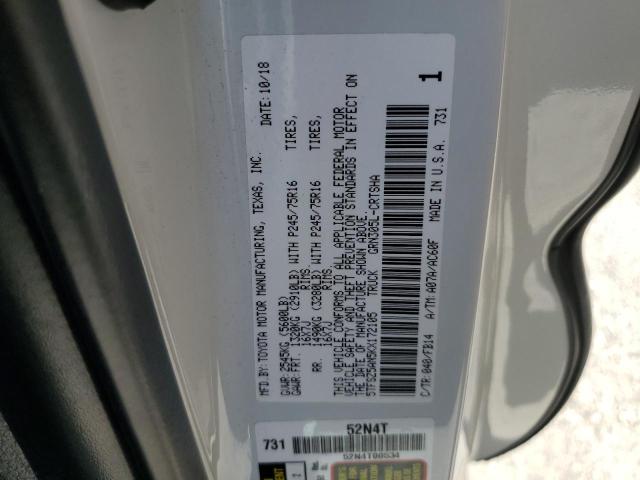 MFD.BY: TOYOTA MOTOR MANUFACTURING, TEXAS, INC. DATE: 10/18
GVWR: 2545KG (5600LB)
GAWR: FRT. 1320KG (2910LB) WITH P245/75R16 TIRES,
16X7J RIMS.
RR. 1490KG (3280LB) WITH P245/75R16 TIRES,
16X7J RIMS.
THIS VEHICLE CONFORMS TO ALL APPLICABLE FEDERAL MOTOR
VEHICLE SAFETY AND THEFT PREVENTION STANDARDS IN EFFECT ON
THE DATE OF MANUFACTURE SHOWN ABOVE.
5TFSZ5AN5KX172105 TRUCK GRN305L-CRTSHA
C/TR: 040/FB14 A/TM: A07A/AC60F MADE IN U.S.A. 731
1
52N4T
731
52N4T00534